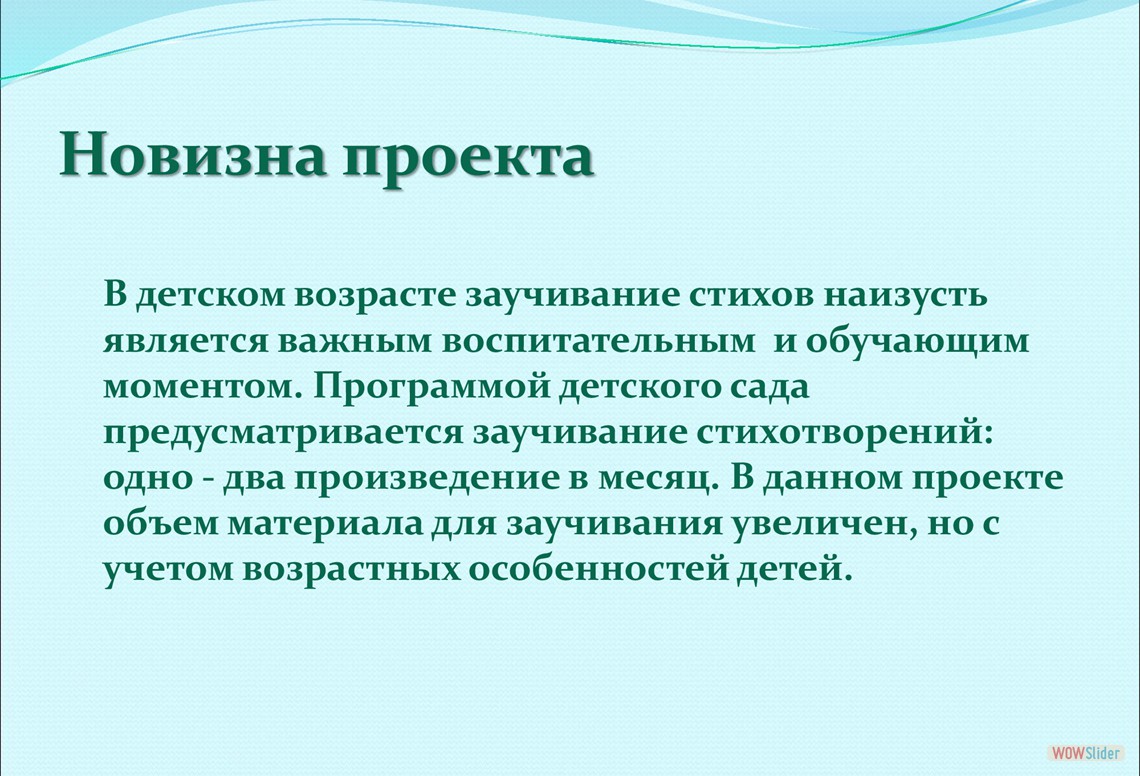 Новизна проекта
В детском возрасте заучивание стихов наизусть
является важным воспитательным  и обучающим
моментом. Программой детского сада
предусматривается заучивание стихотворений:
одно - два произведение в месяц. В данном проекте
объем материала для заучивания увеличен, но с
учетом возрастных особенностей детей.
WOWSlider